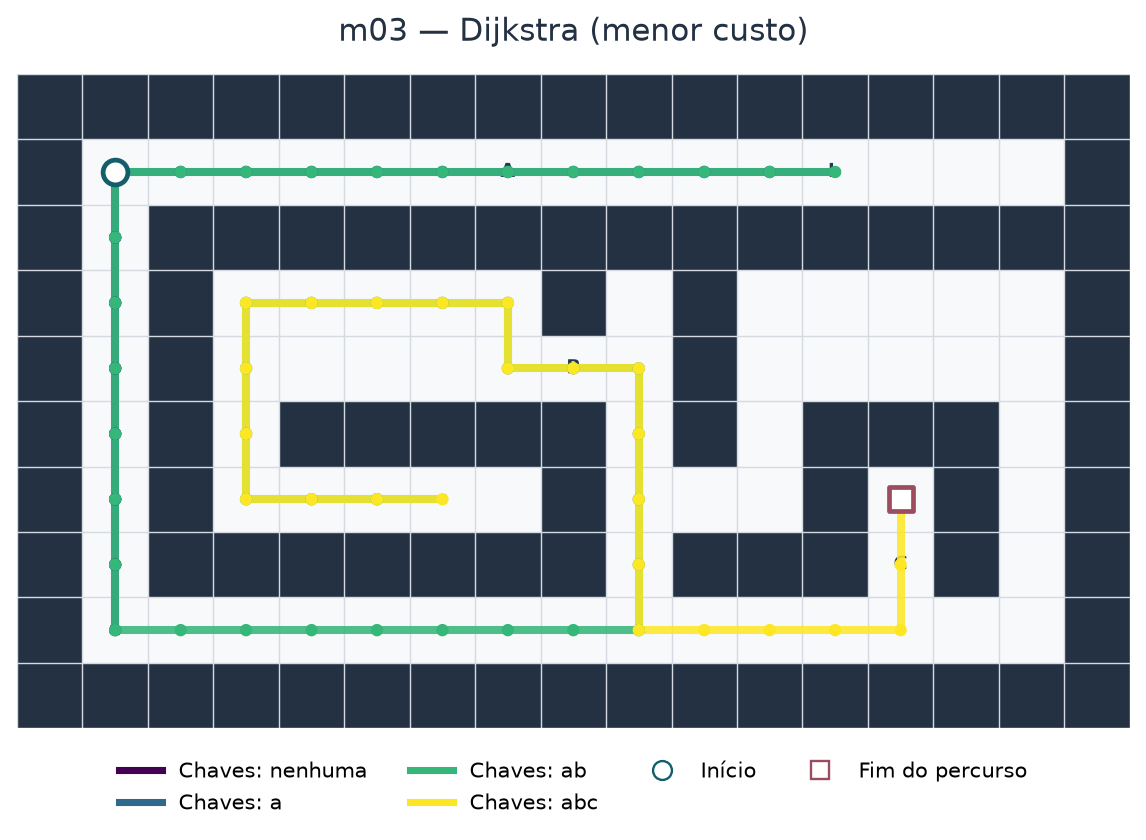 m03 — Dijkstra (menor custo)
Chaves: nenhuma
Chaves: ab
Início
Fim do percurso
Chaves: a
Chaves: abc